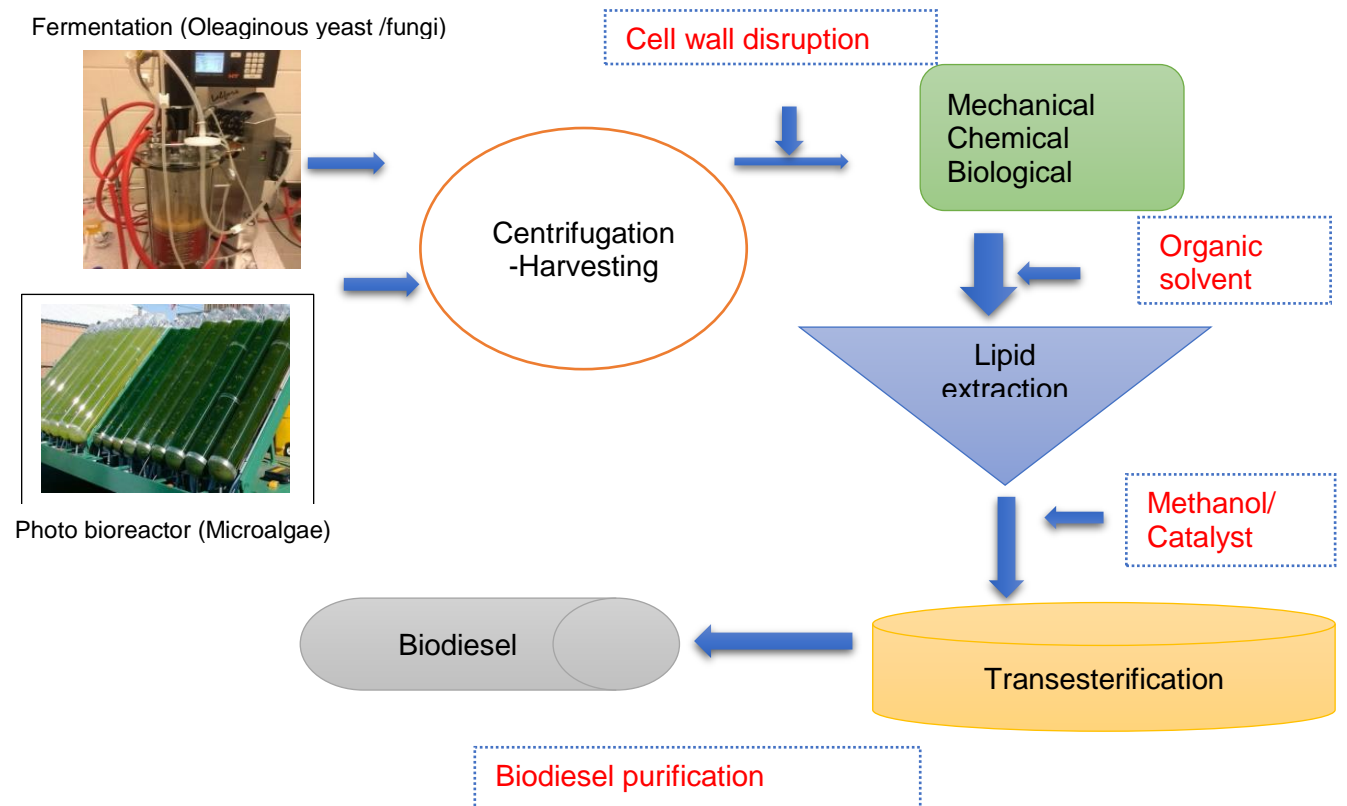 Fermentation (Oleaginous yeast /fungi)
Cell wall disruption
Mechanical
Chemical
Biological
Centrifugation
-Harvesting
Organic
solvent
Lipid
extraction
Photo bioreactor (Microalgae)
Methanol/
Catalyst
Biodiesel
Transesterification
Biodiesel purification